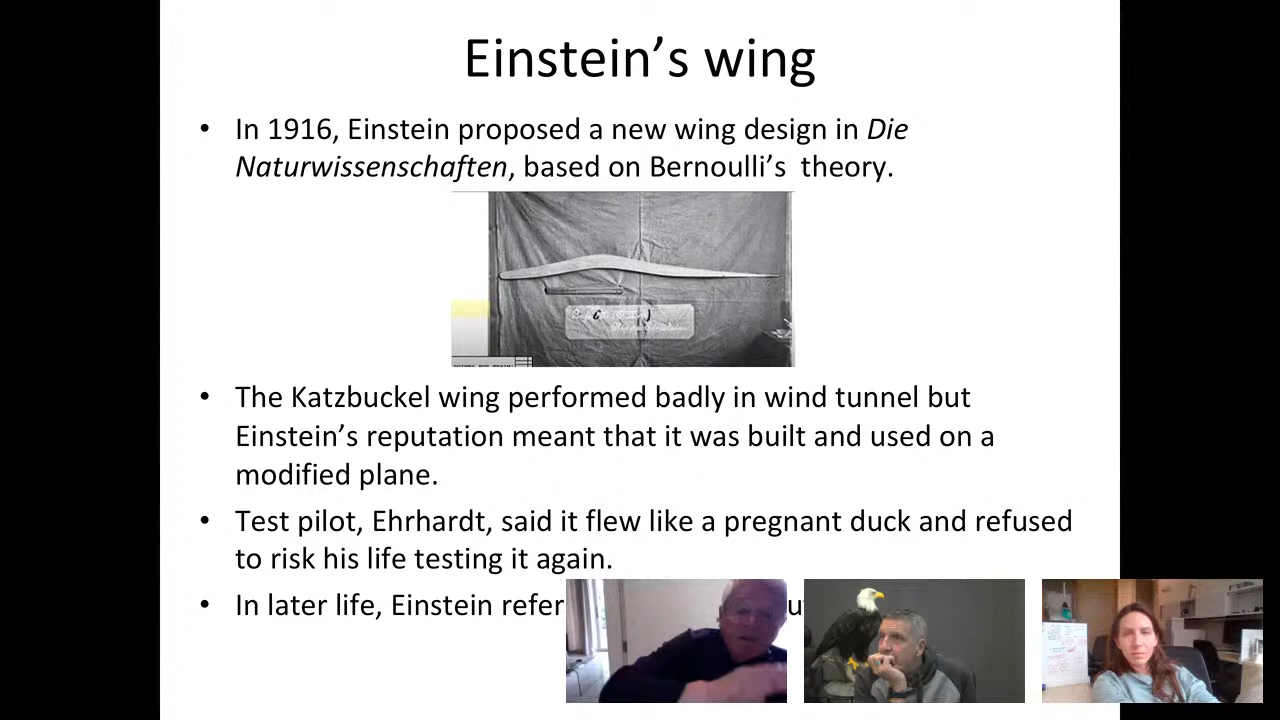 Einstein’s wing
• In 1916, Einstein proposed a new wing design in Die
Naturwissenschaften, based on Bernoulli’s  theory.
• The Katzbuckel wing performed badly in wind tunnel but
Einstein’s reputation meant that it was built and used on a
modified plane.
• Test pilot, Ehrhardt, said it flew like a pregnant duck and refused
to risk his life testing it again.
• In later life, Einstein